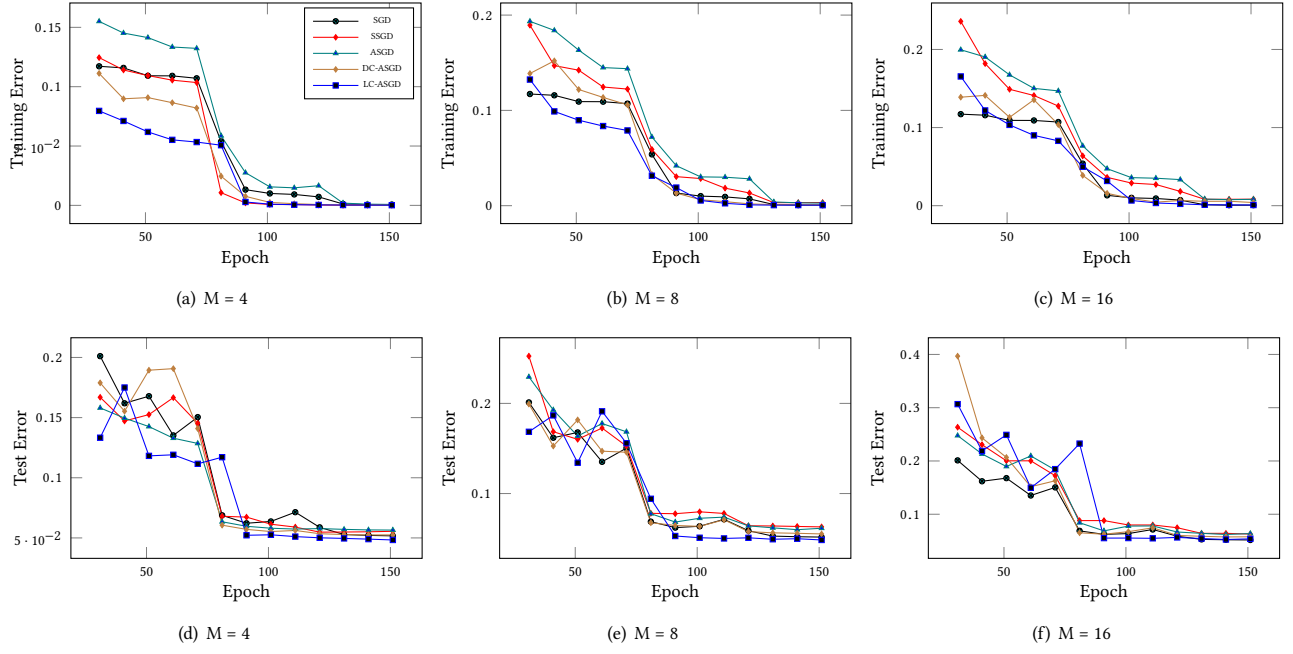 0.15
0.1
5 · 10⁻²
0
Training Error
50
100
150
Epoch
SGD
SSGD
ASGD
DC-ASGD
LC-ASGD
(a) M = 4
0.2
0.1
0
Training Error
50
100
150
Epoch
(b) M = 8
0.2
0.1
0
Training Error
50
100
150
Epoch
(c) M = 16
0.2
0.15
0.1
5 · 10⁻²
Test Error
50
100
150
Epoch
(d) M = 4
0.2
0.1
Test Error
50
100
150
Epoch
(e) M = 8
0.4
0.3
0.2
0.1
Test Error
50
100
150
Epoch
(f) M = 16